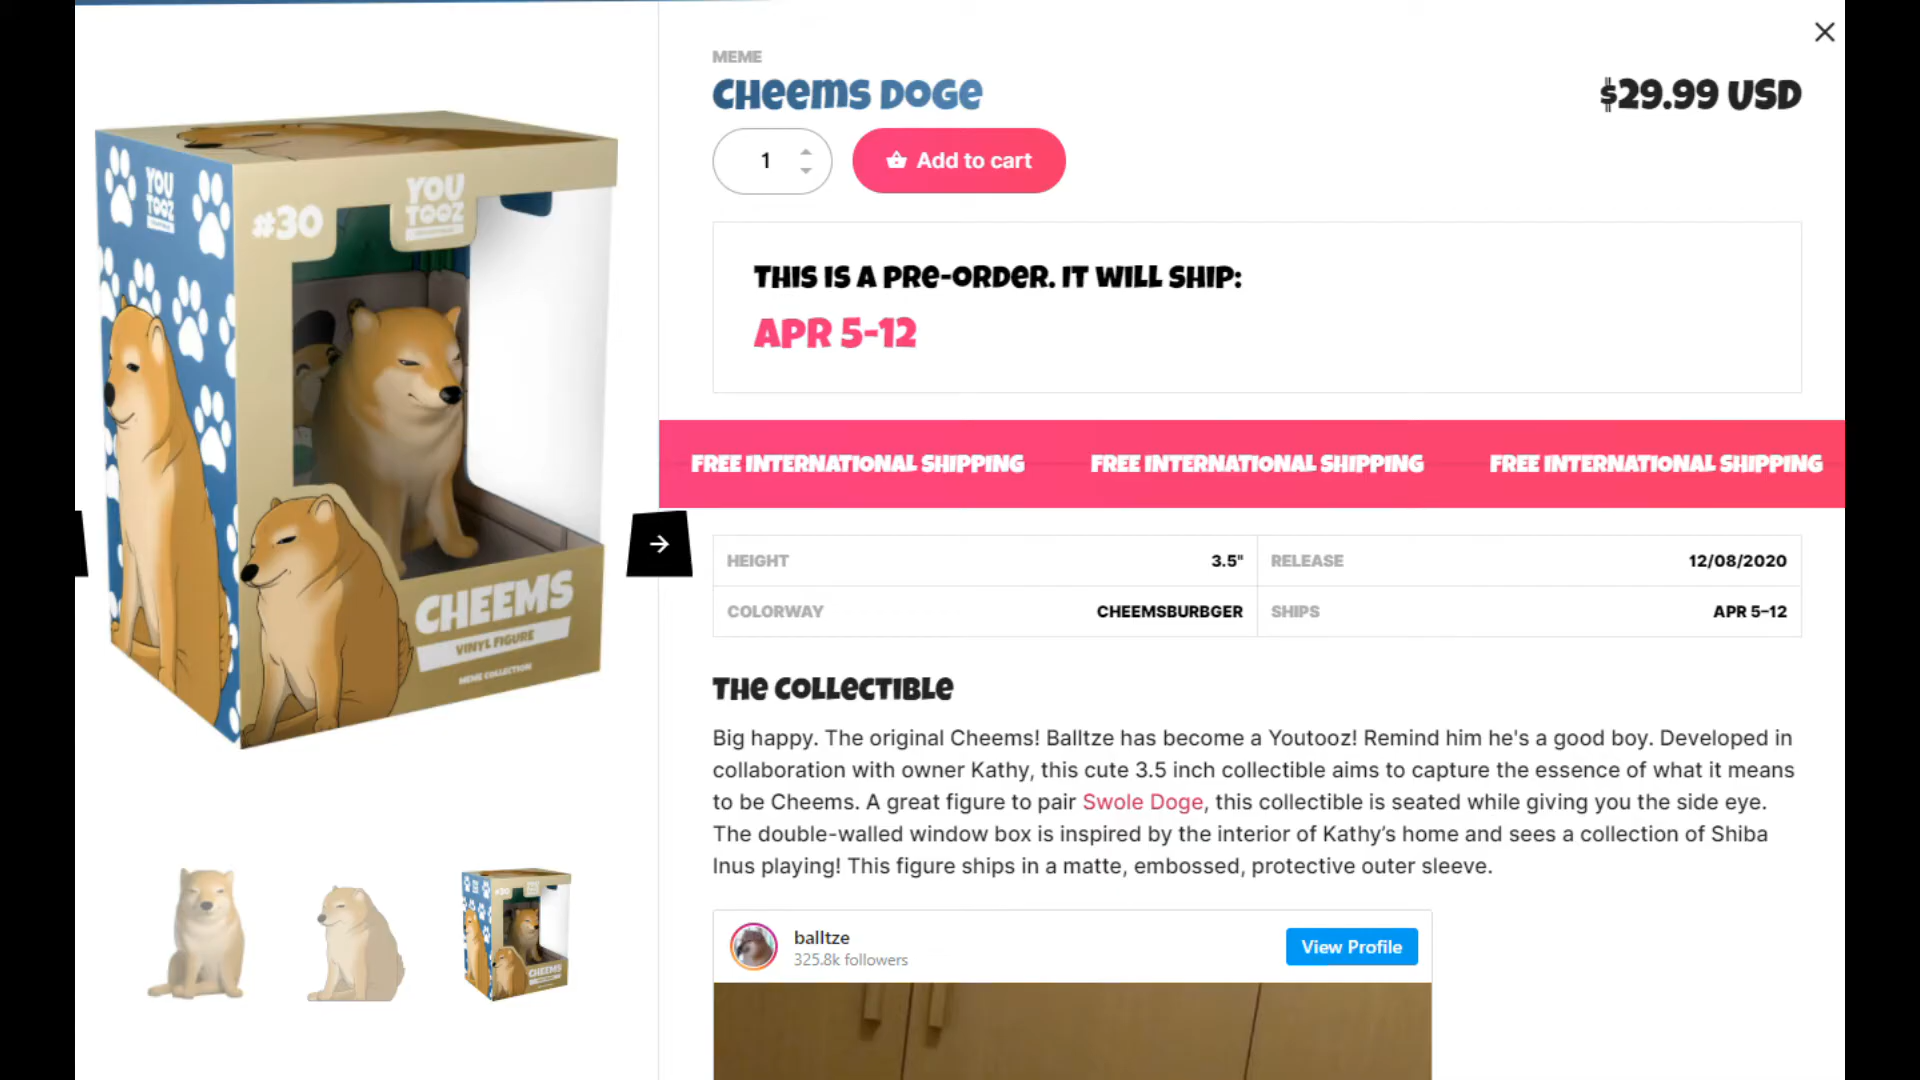 MEME
CHeems DOGe
$29.99 USD
1
Add to cart
THIS IS A Pre-Order. IT WILL SHIP:
APR 5-12
FREE INTERNATIONAL SHIPPING
FREE INTERNATIONAL SHIPPING
FREE INTERNATIONAL SHIPPING
HEIGHT 3.5" RELEASE 12/08/2020
COLORWAY CHEEMSBURBGER SHIPS APR 5–12
THe COLLeCTIBLe
Big happy. The original Cheems! Balltze has become a Youtooz! Remind him he's a good boy. Developed in
collaboration with owner Kathy, this cute 3.5 inch collectible aims to capture the essence of what it means
to be Cheems. A great figure to pair Swole Doge, this collectible is seated while giving you the side eye.
The double-walled window box is inspired by the interior of Kathy’s home and sees a collection of Shiba
Inus playing! This figure ships in a matte, embossed, protective outer sleeve.
balltze
325.8k followers
View Profile
YOU
TOOZ
#30
YOU
TOOZ
CHEEMS
VINYL FIGURE
MEME COLLECTION
#30
CHEEMS